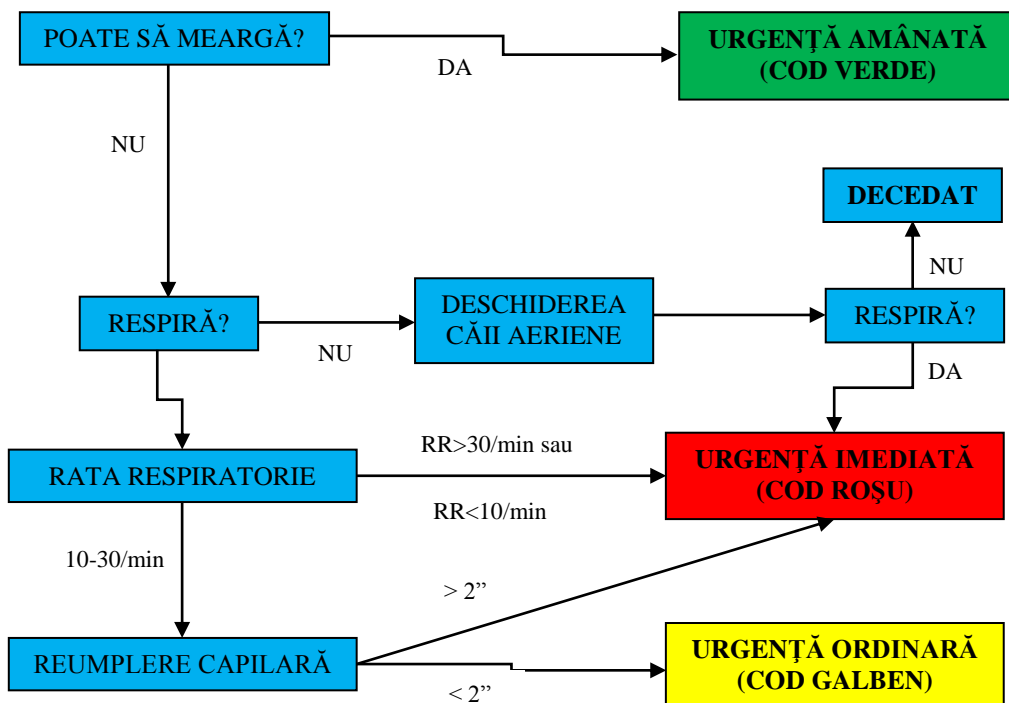 POATE SĂ MEARGĂ?
URGENŢĂ AMÂNATĂ
(COD VERDE)
DA
NU
DECEDAT
NU
RESPIRĂ?
NU
DESCHIDEREA
CĂII AERIENE
RESPIRĂ?
DA
RATA RESPIRATORIE
RR>30/min sau
RR<10/min
URGENŢĂ IMEDIATĂ
(COD ROŞU)
10-30/min
> 2”
REUMPLERE CAPILARĂ
< 2”
URGENŢĂ ORDINARĂ
(COD GALBEN)